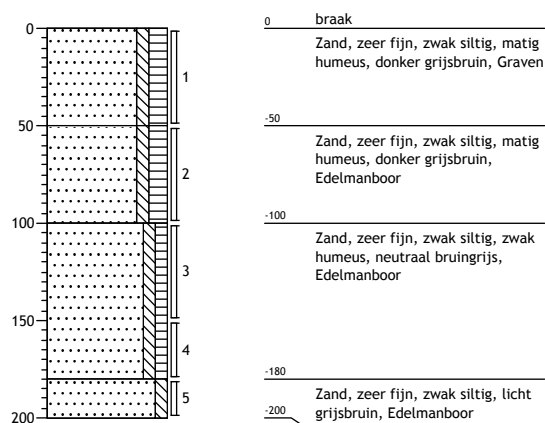 0
50
100
150
200
1
2
3
4
5
0
braak
Zand, zeer fijn, zwak siltig, matig
humeus, donker grijsbruin, Graven
-50
Zand, zeer fijn, zwak siltig, matig
humeus, donker grijsbruin,
Edelmanboor
-100
Zand, zeer fijn, zwak siltig, zwak
humeus, neutraal bruingrijs,
Edelmanboor
-180
Zand, zeer fijn, zwak siltig, licht
grijsbruin, Edelmanboor
-200